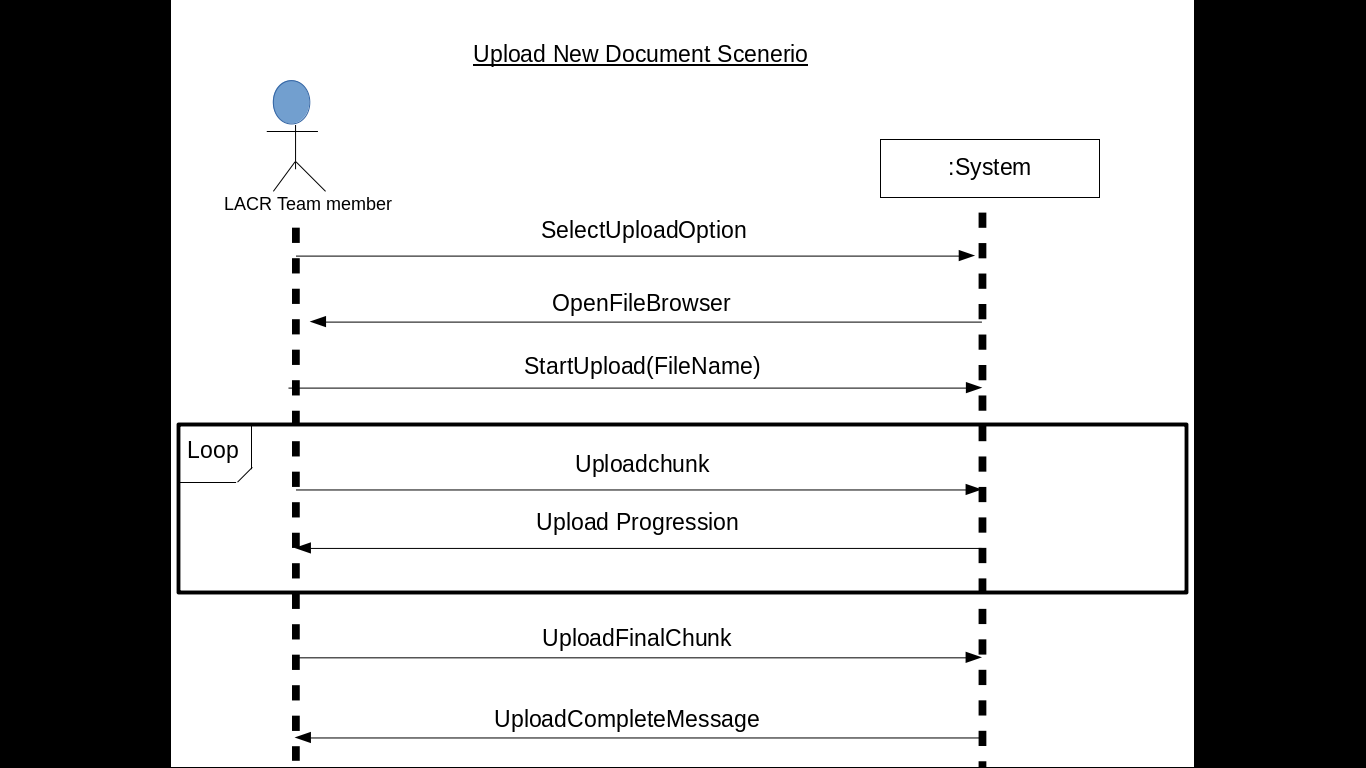 Upload New Document Scenerio
:System
LACR Team member
SelectUploadOption
OpenFileBrowser
StartUpload(FileName)
Loop
Uploadchunk
Upload Progression
UploadFinalChunk
UploadCompleteMessage